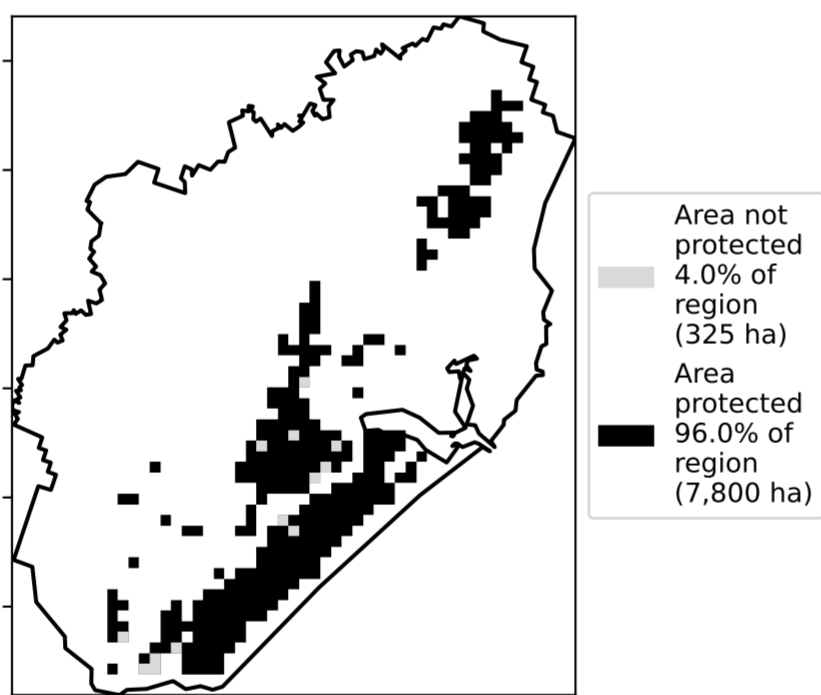 Area not
protected
4.0% of
region
(325 ha)
Area
protected
96.0% of
region
(7,800 ha)